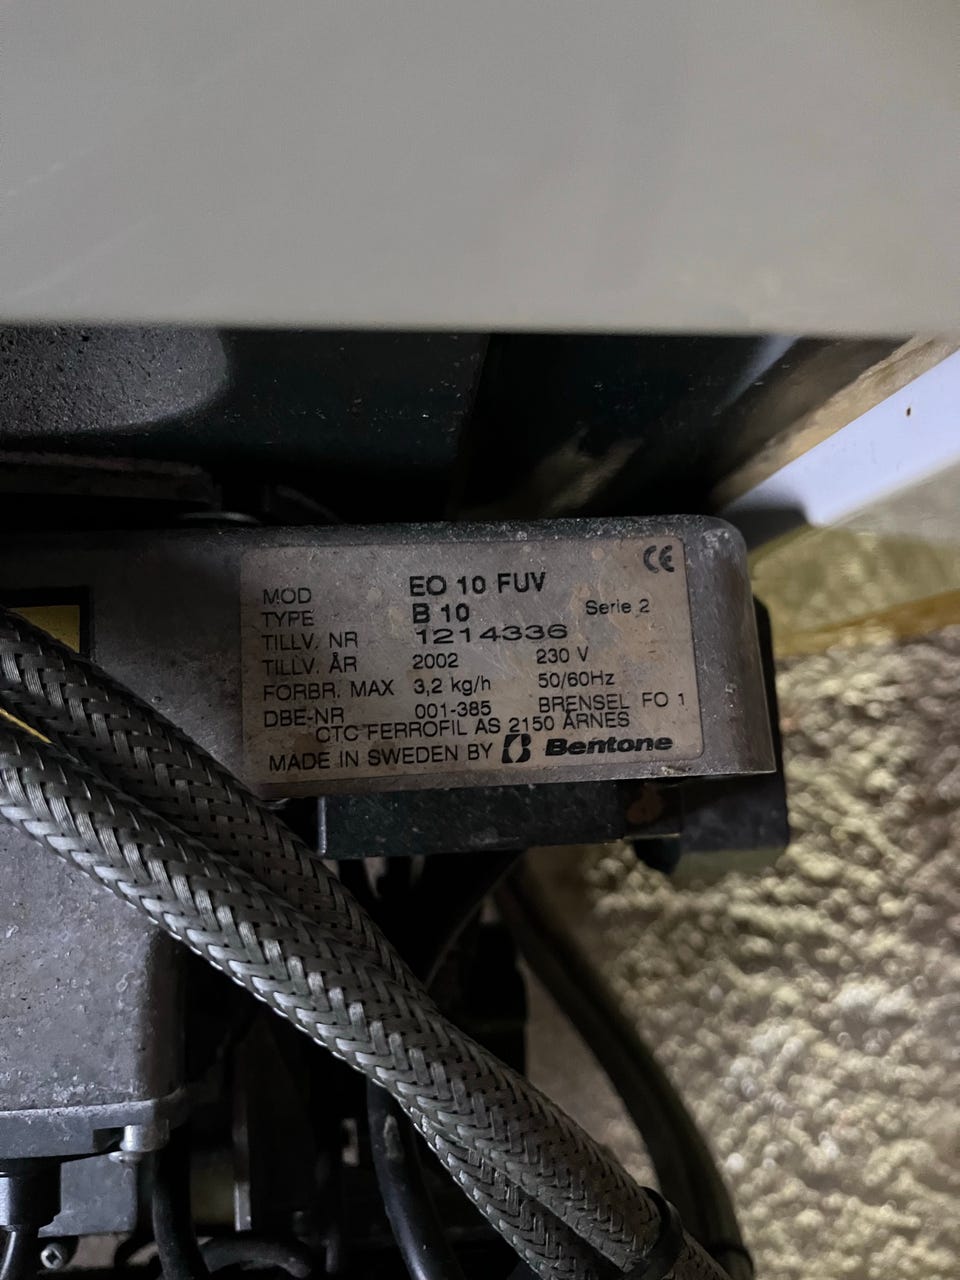 CE
MOD EO 10 FUV
TYPE B 10 Serie 2
TILLV. NR 1214336
TILLV. ÅR 2002 230 V
FORBR. MAX 3,2 kg/h 50/60Hz
DBE-NR 001-385 BRENSEL FO 1
CTC FERROFIL AS 2150 ÅRNES
MADE IN SWEDEN BY Bentone